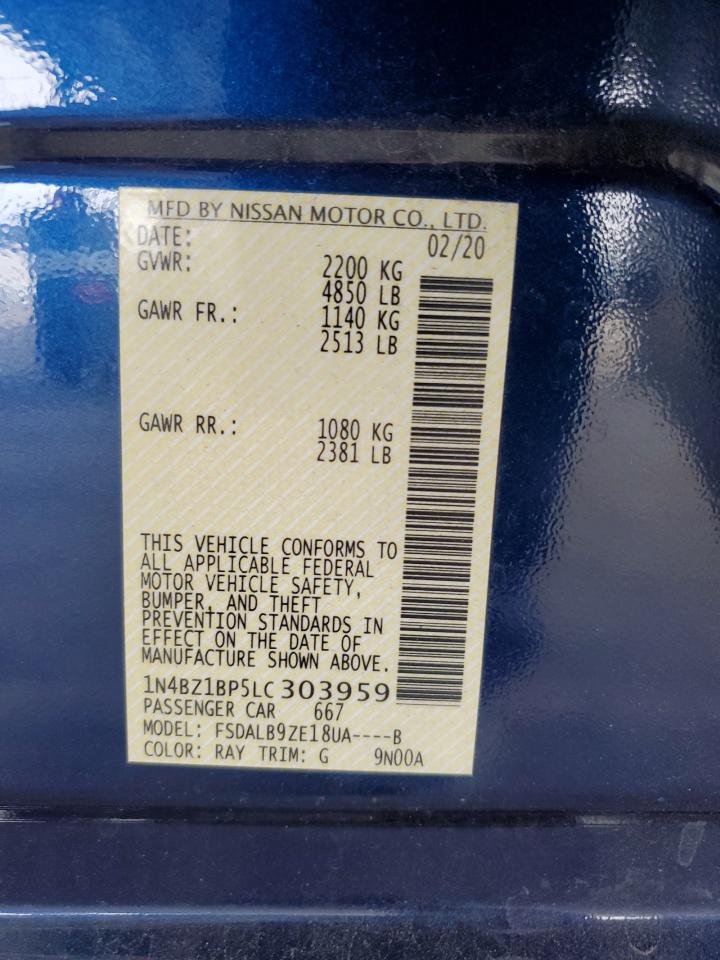 MFD BY NISSAN MOTOR CO., LTD.
DATE: 02/20
GVWR: 2200 KG
4850 LB
GAWR FR.: 1140 KG
2513 LB
GAWR RR.: 1080 KG
2381 LB
THIS VEHICLE CONFORMS TO
ALL APPLICABLE FEDERAL
MOTOR VEHICLE SAFETY,
BUMPER, AND THEFT
PREVENTION STANDARDS IN
EFFECT ON THE DATE OF
MANUFACTURE SHOWN ABOVE.
1N4BZ1BP5LC303959
PASSENGER CAR 667
MODEL: FSDALB9ZE18UA----B
COLOR: RAY TRIM: G 9N00A